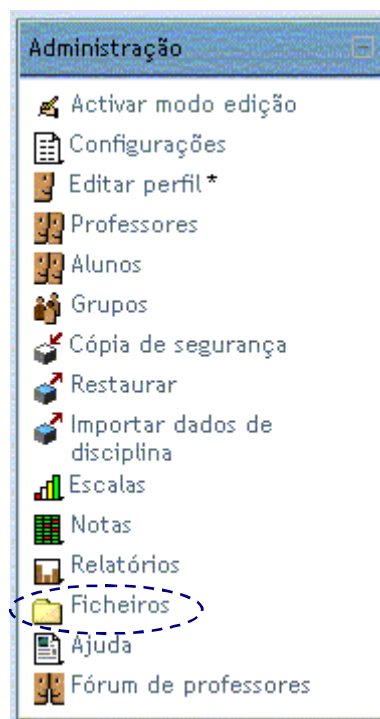 Administração
Activar modo edição
Configurações
Editar perfil*
Professores
Alunos
Grupos
Cópia de segurança
Restaurar
Importar dados de
disciplina
Escalas
Notas
Relatórios
Ficheiros
Ajuda
Fórum de professores